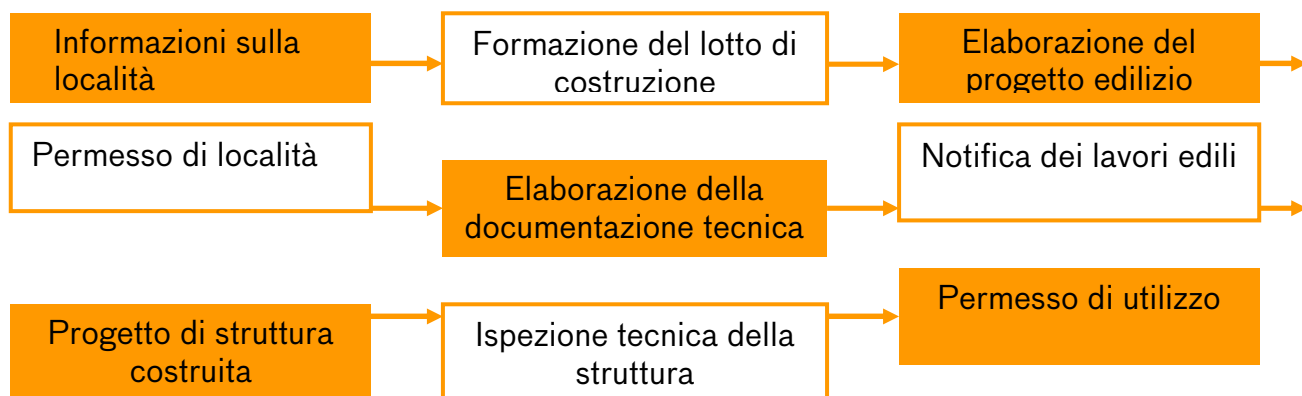 Informazioni sulla
località
Formazione del lotto di
costruzione
Elaborazione del
progetto edilizio
Permesso di località
Elaborazione della
documentazione tecnica
Notifica dei lavori edili
Progetto di struttura
costruita
Ispezione tecnica della
struttura
Permesso di utilizzo